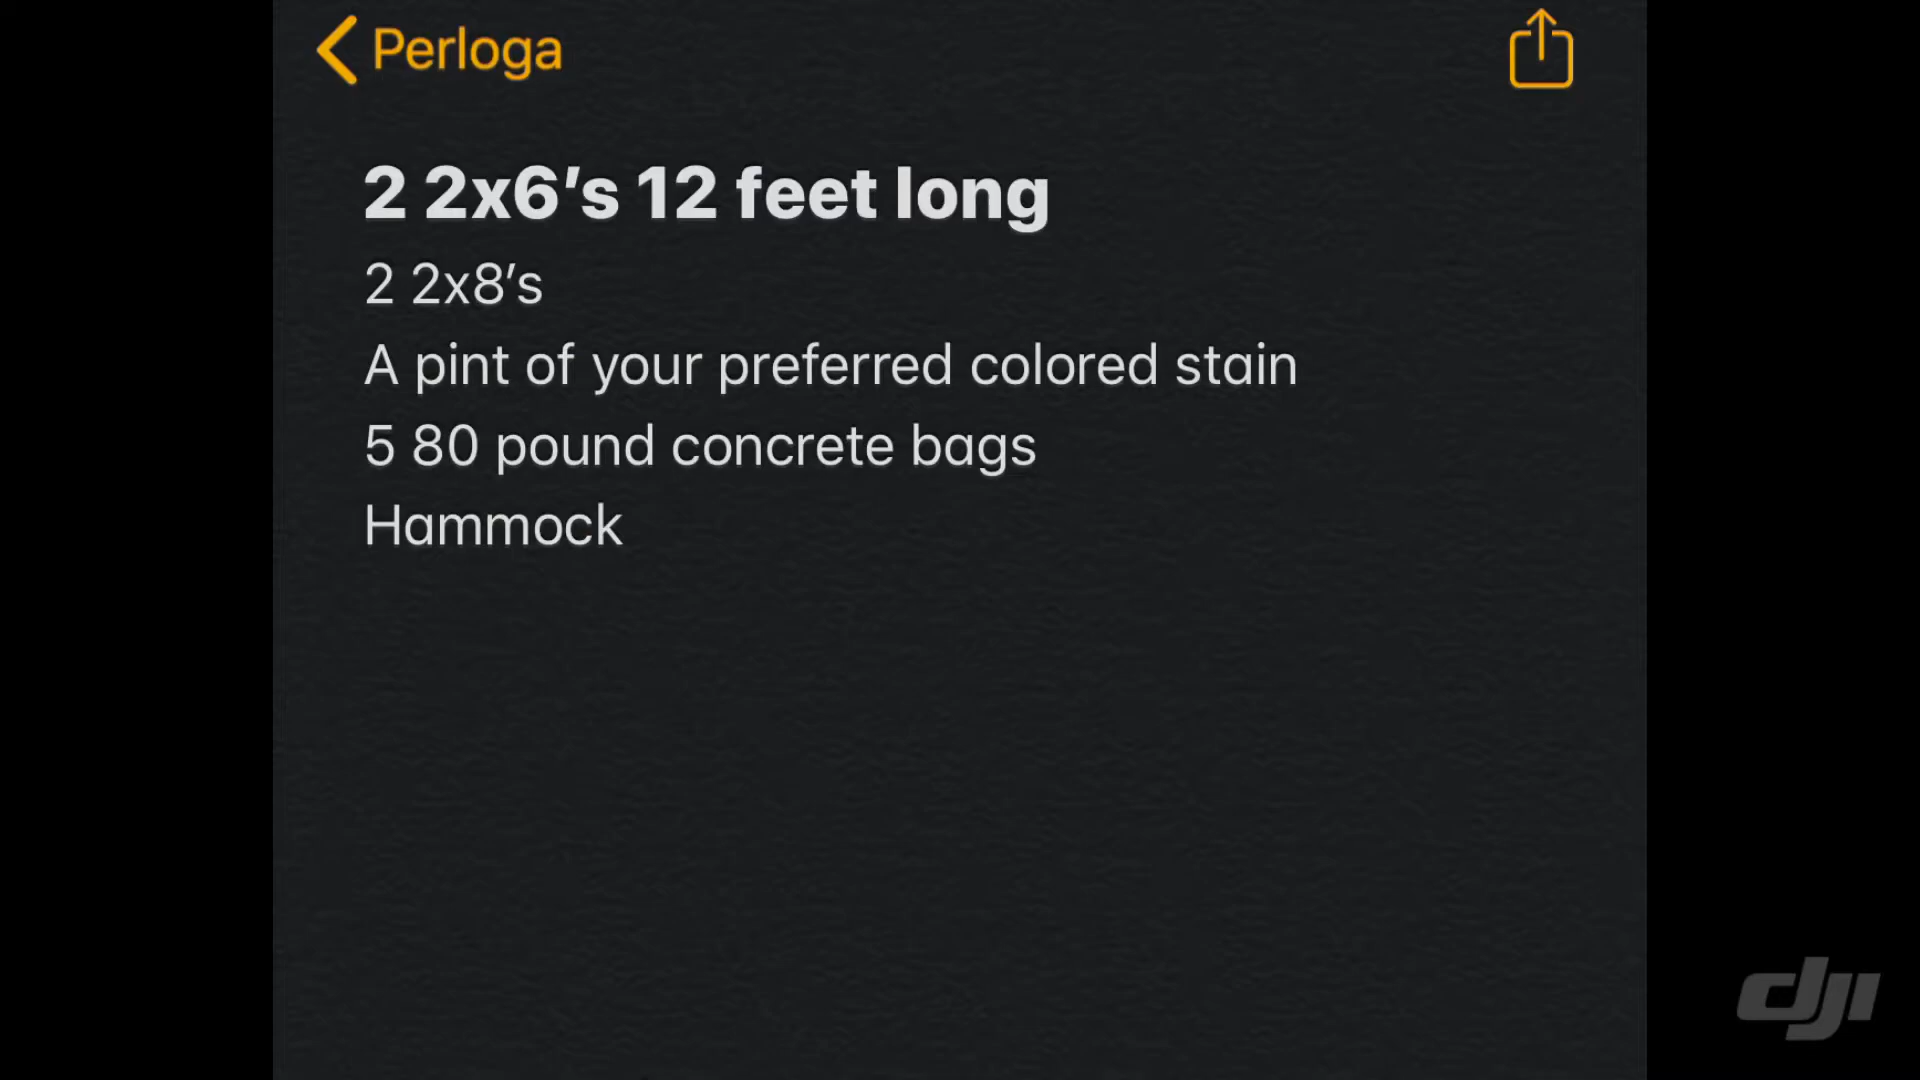 Perloga
2 2x6’s 12 feet long
2 2x8’s
A pint of your preferred colored stain
5 80 pound concrete bags
Hammock
dji